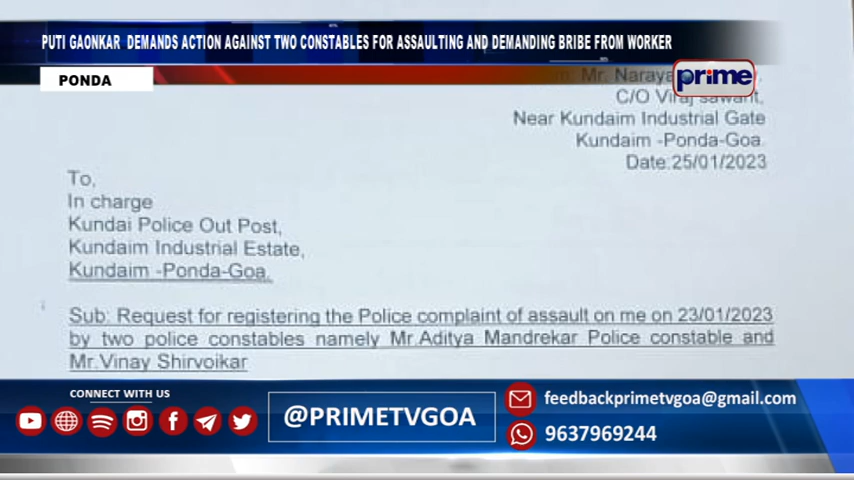 PUTI GAONKAR DEMANDS ACTION AGAINST TWO CONSTABLES FOR ASSAULTING AND DEMANDING BRIBE FROM WORKER
PONDA
prime
Mr. Naraya
C/O Viraj sawant,
Near Kundaim Industrial Gate
Kundaim -Ponda-Goa.
Date:25/01/2023
To,
In charge
Kundai Police Out Post,
Kundaim Industrial Estate,
Kundaim -Ponda-Goa.
Sub: Request for registering the Police complaint of assault on me on 23/01/2023
by two police constables namely Mr.Aditya Mandrekar Police constable and
Mr.Vinay Shirvoikar
CONNECT WITH US
@PRIMETVGOA
feedbackprimetvgoa@gmail.com
9637969244